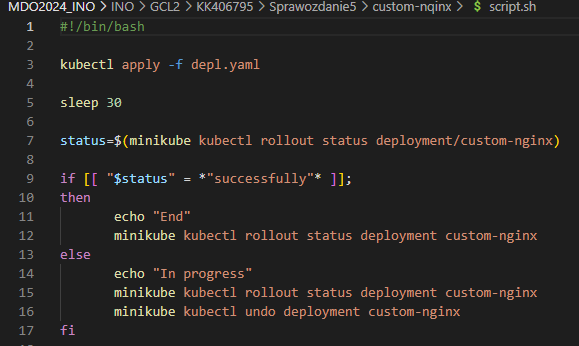 MDO2024_INO > INO > GCL2 > KK406795 > Sprawozdanie5 > custom-nqinx > $ script.sh
1 #!/bin/bash
2
3 kubectl apply -f depl.yaml
4
5 sleep 30
6
7 status=$(minikube kubectl rollout status deployment/custom-nginx)
8
9 if [[ "$status" = *"successfully"* ]];
10 then
11 echo "End"
12 minikube kubectl rollout status deployment custom-nginx
13 else
14 echo "In progress"
15 minikube kubectl rollout status deployment custom-nginx
16 minikube kubectl undo deployment custom-nginx
17 fi